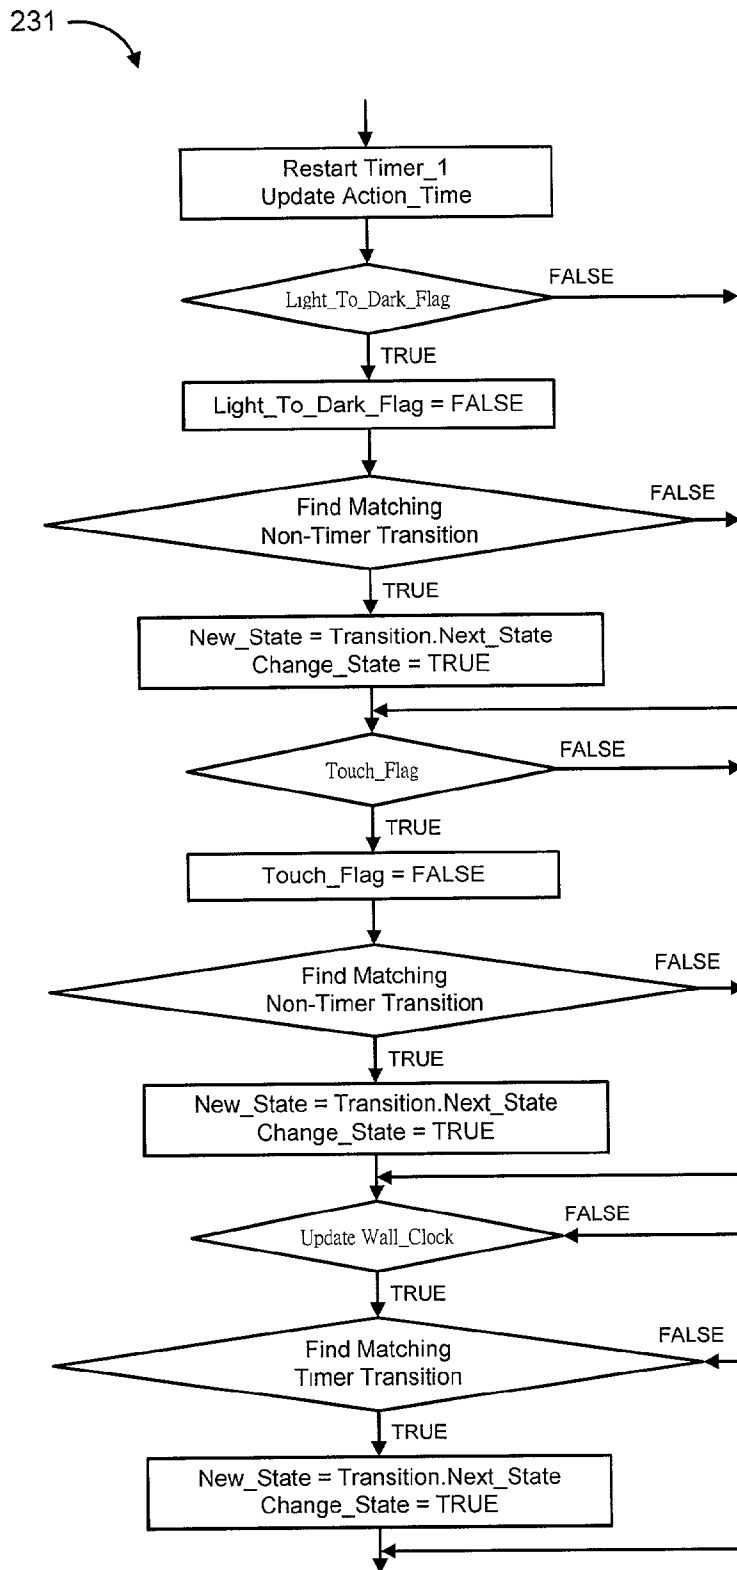 231
Restart Timer_1
Update Action_Time
Light_To_Dark_Flag
FALSE
TRUE
Light_To_Dark_Flag = FALSE
Find Matching
Non-Timer Transition
FALSE
TRUE
New_State = Transition.Next_State
Change_State = TRUE
Touch_Flag
FALSE
TRUE
Touch_Flag = FALSE
Find Matching
Non-Timer Transition
FALSE
TRUE
New_State = Transition.Next_State
Change_State = TRUE
Update Wall_Clock
FALSE
TRUE
Find Matching
Timer Transition
FALSE
TRUE
New_State = Transition.Next_State
Change_State = TRUE